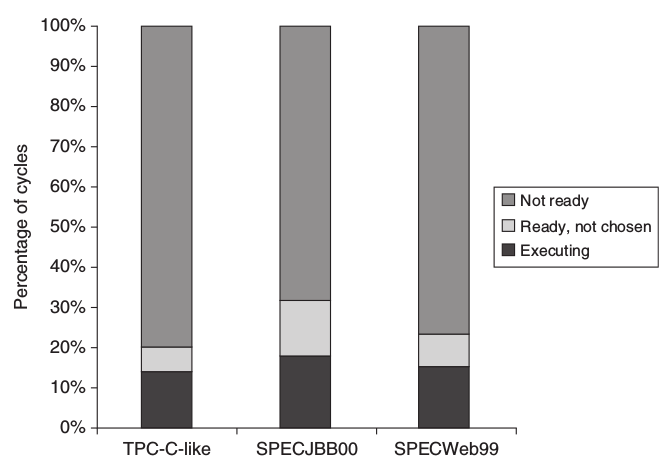 100%
90%
80%
70%
60%
50%
40%
30%
20%
10%
0%
Percentage of cycles
TPC-C-like
SPECJBB00
SPECWeb99
Not ready
Ready, not chosen
Executing